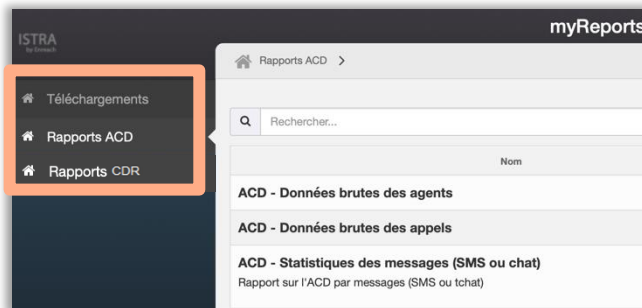 myReports
ISTRA
by Enreach
Rapports ACD >
Téléchargements
Rapports ACD
Rapports CDR
Rechercher...
Nom
ACD - Données brutes des agents
ACD - Données brutes des appels
ACD - Statistiques des messages (SMS ou chat)
Rapport sur l'ACD par messages (SMS ou tchat)